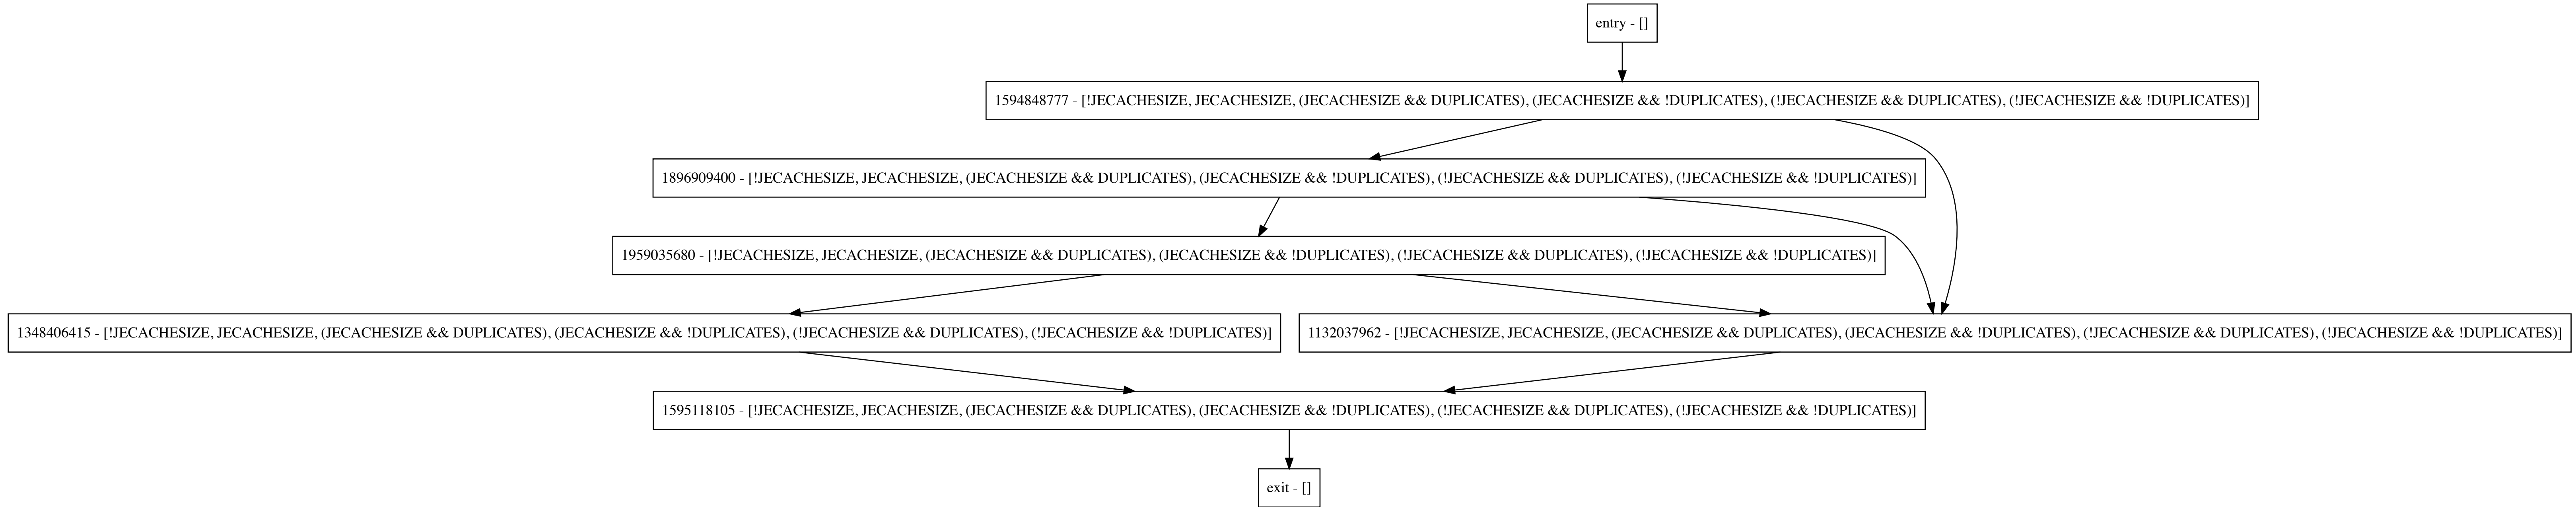 entry - []
1594848777 - [!JECACHESIZE, JECACHESIZE, (JECACHESIZE && DUPLICATES), (JECACHESIZE && !DUPLICATES), (!JECACHESIZE && DUPLICATES), (!JECACHESIZE && !DUPLICATES)]
1896909400 - [!JECACHESIZE, JECACHESIZE, (JECACHESIZE && DUPLICATES), (JECACHESIZE && !DUPLICATES), (!JECACHESIZE && DUPLICATES), (!JECACHESIZE && !DUPLICATES)]
1959035680 - [!JECACHESIZE, JECACHESIZE, (JECACHESIZE && DUPLICATES), (JECACHESIZE && !DUPLICATES), (!JECACHESIZE && DUPLICATES), (!JECACHESIZE && !DUPLICATES)]
1348406415 - [!JECACHESIZE, JECACHESIZE, (JECACHESIZE && DUPLICATES), (JECACHESIZE && !DUPLICATES), (!JECACHESIZE && DUPLICATES), (!JECACHESIZE && !DUPLICATES)]
1132037962 - [!JECACHESIZE, JECACHESIZE, (JECACHESIZE && DUPLICATES), (JECACHESIZE && !DUPLICATES), (!JECACHESIZE && DUPLICATES), (!JECACHESIZE && !DUPLICATES)]
1595118105 - [!JECACHESIZE, JECACHESIZE, (JECACHESIZE && DUPLICATES), (JECACHESIZE && !DUPLICATES), (!JECACHESIZE && DUPLICATES), (!JECACHESIZE && !DUPLICATES)]
exit - []